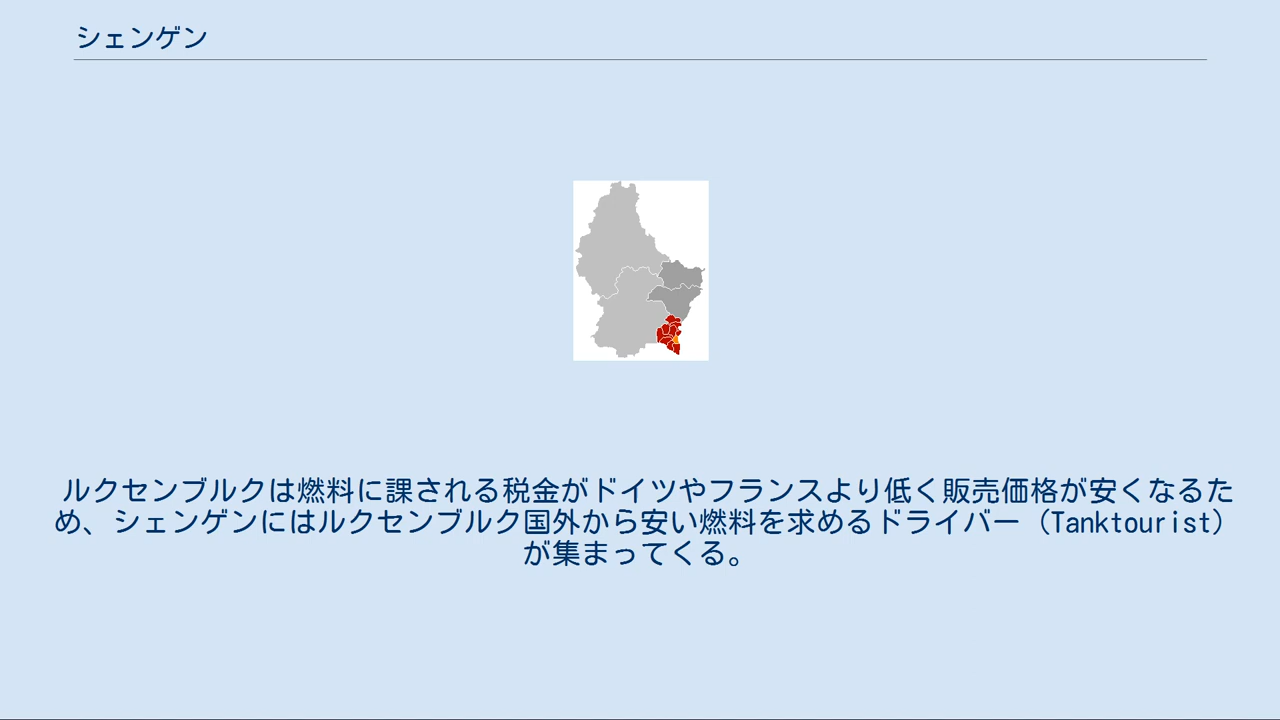 シェンゲン
ルクセンブルクは燃料に課される税金がドイツやフランスより低く販売価格が安くなるた
め、シェンゲンにはルクセンブルク国外から安い燃料を求めるドライバー（Tanktourist）
が集まってくる。